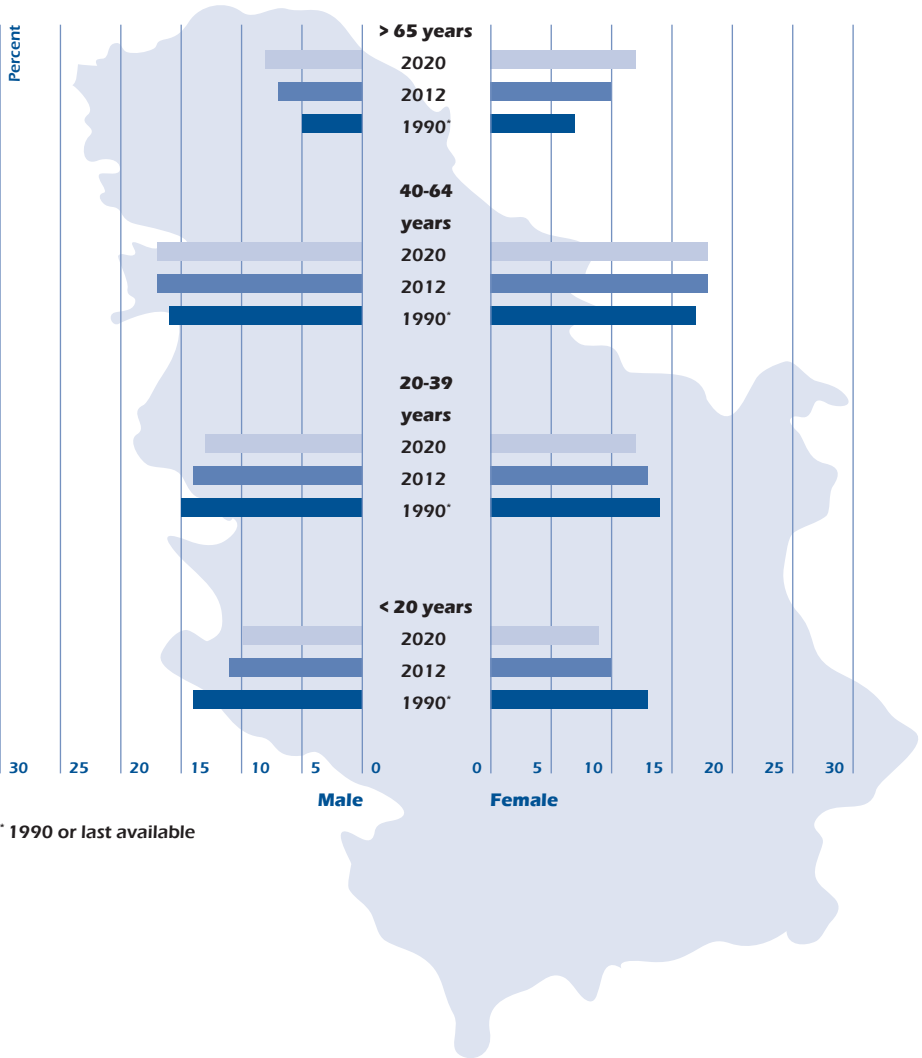 Percent
> 65 years
2020
2012
1990*
40-64
years
2020
2012
1990*
20-39
years
2020
2012
1990*
< 20 years
2020
2012
1990*
30 25 20 15 10 5 0 0 5 10 15 20 25 30
Male Female
* 1990 or last available